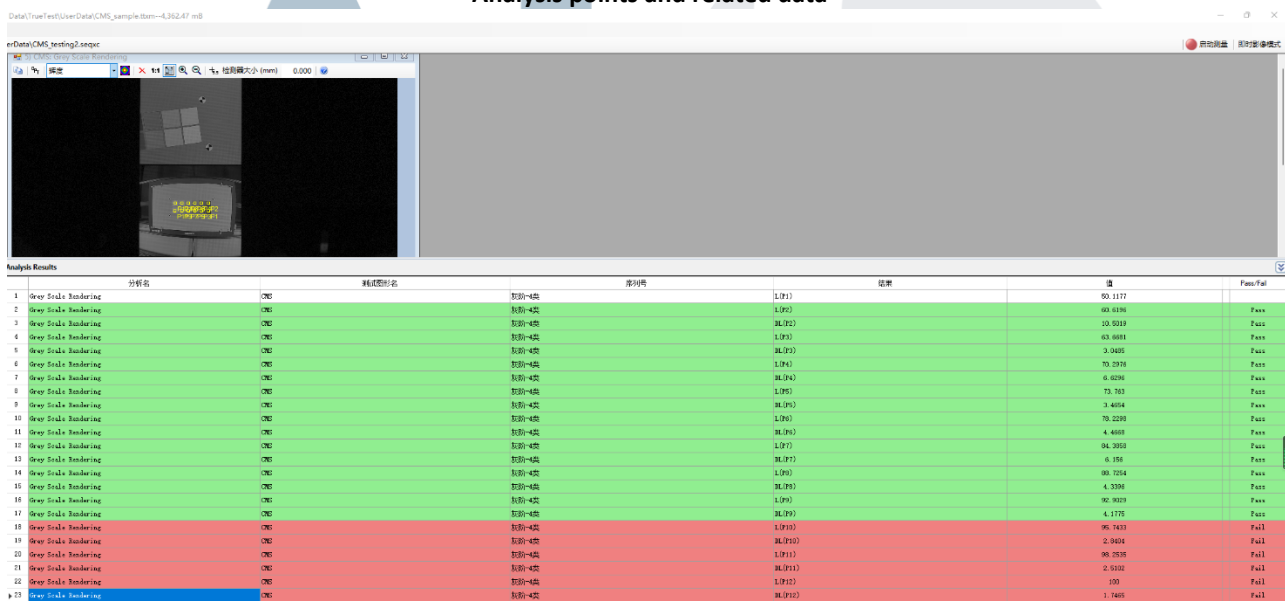 Analysis points and related data
Data\TrueTest\UserData\CMS_sample.tbxm--4,362.47 mB
erData\CMS_testing2.seqxc
启动测量 即时影像模式
CMS: Grey Scale Rendering
辉度 1:1 检测器大小 (mm) 0.000
Analysis Results
分析名 测试图形名 序列号 结果 值 Pass/Fail
1 Grey Scale Rendering CMS 灰阶-4类 L(P1) 50.1177
2 Grey Scale Rendering CMS 灰阶-4类 L(P2) 60.6196 Pass
3 Grey Scale Rendering CMS 灰阶-4类 DL(P2) 10.5019 Pass
4 Grey Scale Rendering CMS 灰阶-4类 L(P3) 63.6681 Pass
5 Grey Scale Rendering CMS 灰阶-4类 DL(P3) 3.0485 Pass
6 Grey Scale Rendering CMS 灰阶-4类 L(P4) 70.2976 Pass
7 Grey Scale Rendering CMS 灰阶-4类 DL(P4) 6.6296 Pass
8 Grey Scale Rendering CMS 灰阶-4类 L(P5) 73.763 Pass
9 Grey Scale Rendering CMS 灰阶-4类 DL(P5) 3.4654 Pass
10 Grey Scale Rendering CMS 灰阶-4类 L(P6) 78.2298 Pass
11 Grey Scale Rendering CMS 灰阶-4类 DL(P6) 4.4668 Pass
12 Grey Scale Rendering CMS 灰阶-4类 L(P7) 84.3858 Pass
13 Grey Scale Rendering CMS 灰阶-4类 DL(P7) 6.156 Pass
14 Grey Scale Rendering CMS 灰阶-4类 L(P8) 88.7254 Pass
15 Grey Scale Rendering CMS 灰阶-4类 DL(P8) 4.3396 Pass
16 Grey Scale Rendering CMS 灰阶-4类 L(P9) 92.9029 Pass
17 Grey Scale Rendering CMS 灰阶-4类 DL(P9) 4.1775 Pass
18 Grey Scale Rendering CMS 灰阶-4类 L(P10) 95.7433 Fail
19 Grey Scale Rendering CMS 灰阶-4类 DL(P10) 2.8404 Fail
20 Grey Scale Rendering CMS 灰阶-4类 L(P11) 98.2535 Fail
21 Grey Scale Rendering CMS 灰阶-4类 DL(P11) 2.5102 Fail
22 Grey Scale Rendering CMS 灰阶-4类 L(P12) 100 Fail
23 Grey Scale Rendering CMS 灰阶-4类 DL(P12) 1.7465 Fail